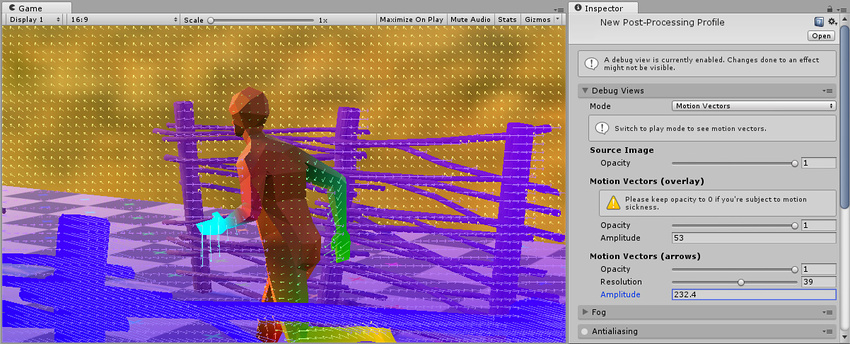 Game
Display 1
16:9
Scale
1x
Maximize On Play
Mute Audio
Stats
Gizmos
Inspector
New Post-Processing Profile
Open
A debug view is currently enabled. Changes done to an effect
might not be visible.
Debug Views
Mode
Motion Vectors
Switch to play mode to see motion vectors.
Source Image
Opacity
1
Motion Vectors (overlay)
Please keep opacity to 0 if you're subject to motion
sickness.
Opacity
1
Amplitude
53
Motion Vectors (arrows)
Opacity
1
Resolution
39
Amplitude
232.4
Fog
Antialiasing